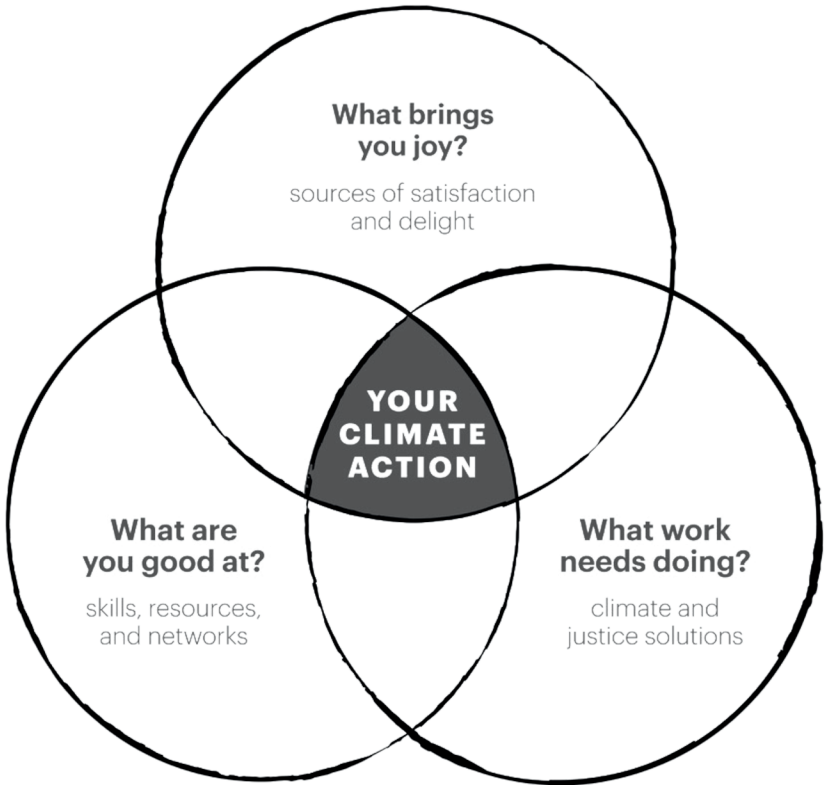 What brings
you joy?
sources of satisfaction
and delight
YOUR
CLIMATE
ACTION
What are
you good at?
skills, resources,
and networks
What work
needs doing?
climate and
justice solutions